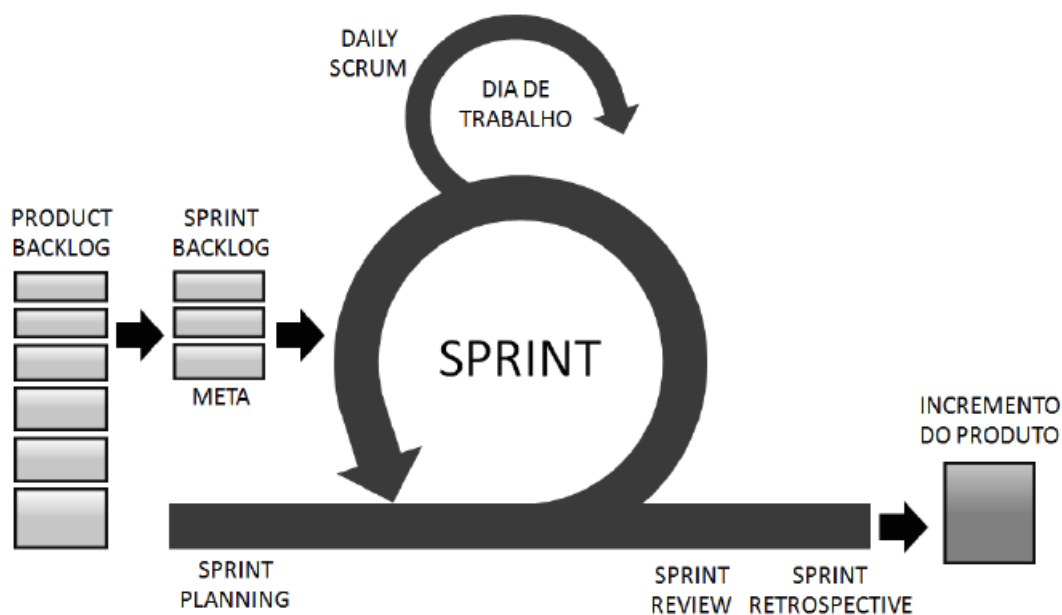 DAILY
SCRUM
DIA DE
TRABALHO
PRODUCT
BACKLOG
SPRINT
BACKLOG
META
SPRINT
INCREMENTO
DO PRODUTO
SPRINT
PLANNING
SPRINT
REVIEW
SPRINT
RETROSPECTIVE